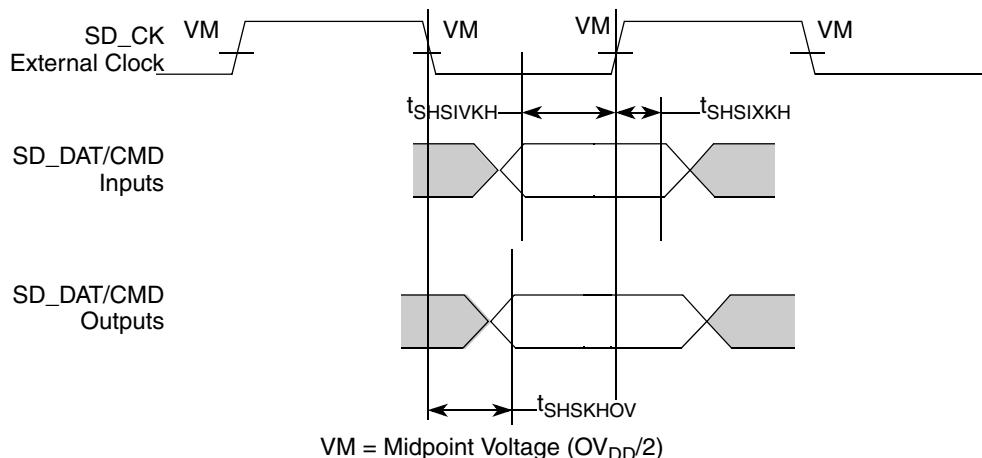 VM VM VM VM
SD_CK
External Clock
tSHSIVKH tSHSIXKH
SD_DAT/CMD
Inputs
SD_DAT/CMD
Outputs
tSHSKHOV
VM = Midpoint Voltage (OVDD/2)